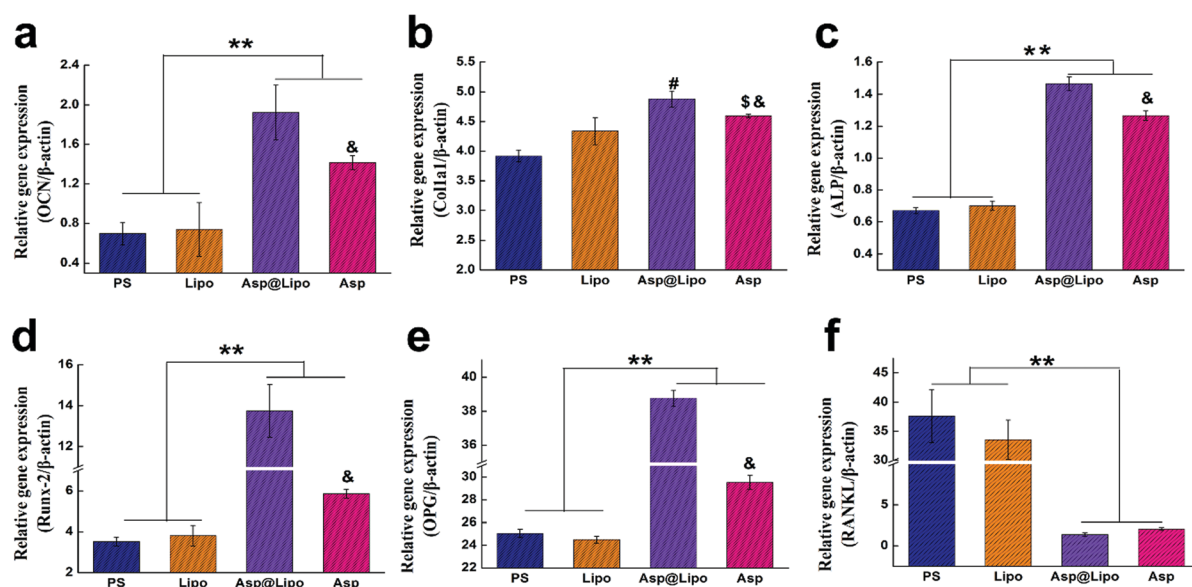 a
**
Relative gene expression
(OCN/β-actin)
2.4
2.0
1.6
1.2
0.8
0.4
&
PS Lipo Asp@Lipo Asp
b
Relative gene expression
(Col1a1/β-actin)
5.5
5.0
4.5
4.0
3.5
3.0
2.5
2.0
#
$ &
PS Lipo Asp@Lipo Asp
c
**
Relative gene expression
(ALP/β-actin)
1.6
1.4
1.2
1.0
0.8
0.6
0.4
&
PS Lipo Asp@Lipo Asp
d
**
Relative gene expression
(Runx-2/β-actin)
16
14
12
8
6
4
2
&
PS Lipo Asp@Lipo Asp
e
**
Relative gene expression
(OPG/β-actin)
40
38
36
30
28
26
24
22
&
PS Lipo Asp@Lipo Asp
f
**
Relative gene expression
(RANKL/β-actin)
45
40
35
30
5
0
PS Lipo Asp@Lipo Asp